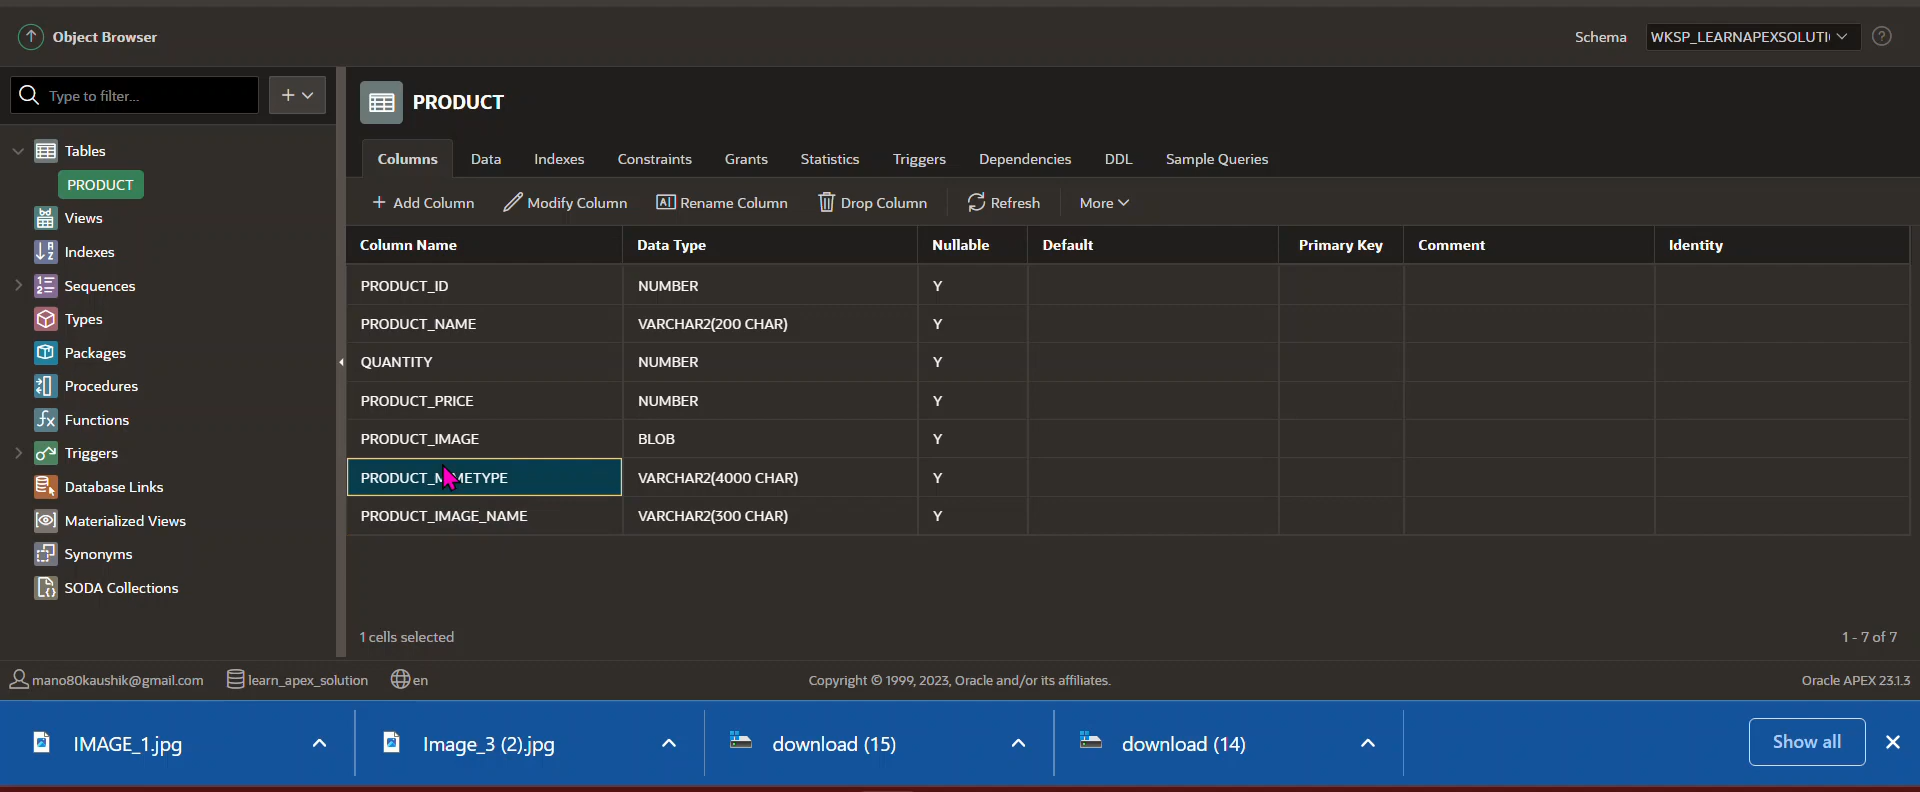 Object Browser
Schema WKSP_LEARNAPEXSOLUTI
Type to filter...
PRODUCT
Tables
PRODUCT
Views
Indexes
Sequences
Types
Packages
Procedures
Functions
Triggers
Database Links
Materialized Views
Synonyms
SODA Collections
Columns Data Indexes Constraints Grants Statistics Triggers Dependencies DDL Sample Queries
+ Add Column Modify Column Rename Column Drop Column Refresh More
Column Name Data Type Nullable Default Primary Key Comment Identity
PRODUCT_ID NUMBER Y
PRODUCT_NAME VARCHAR2(200 CHAR) Y
QUANTITY NUMBER Y
PRODUCT_PRICE NUMBER Y
PRODUCT_IMAGE BLOB Y
PRODUCT_MIMETYPE VARCHAR2(4000 CHAR) Y
PRODUCT_IMAGE_NAME VARCHAR2(300 CHAR) Y
1 cells selected 1 - 7 of 7
mano80kaushik@gmail.com learn_apex_solution en Copyright © 1999, 2023, Oracle and/or its affiliates. Oracle APEX 23.1.3
IMAGE_1.jpg Image_3 (2).jpg download (15) download (14) Show all